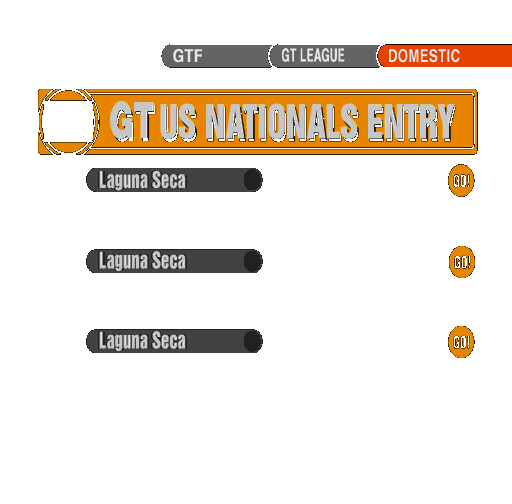 GTF GT LEAGUE DOMESTIC
GT US NATIONALS ENTRY
Laguna Seca GO!
Laguna Seca GO!
Laguna Seca GO!